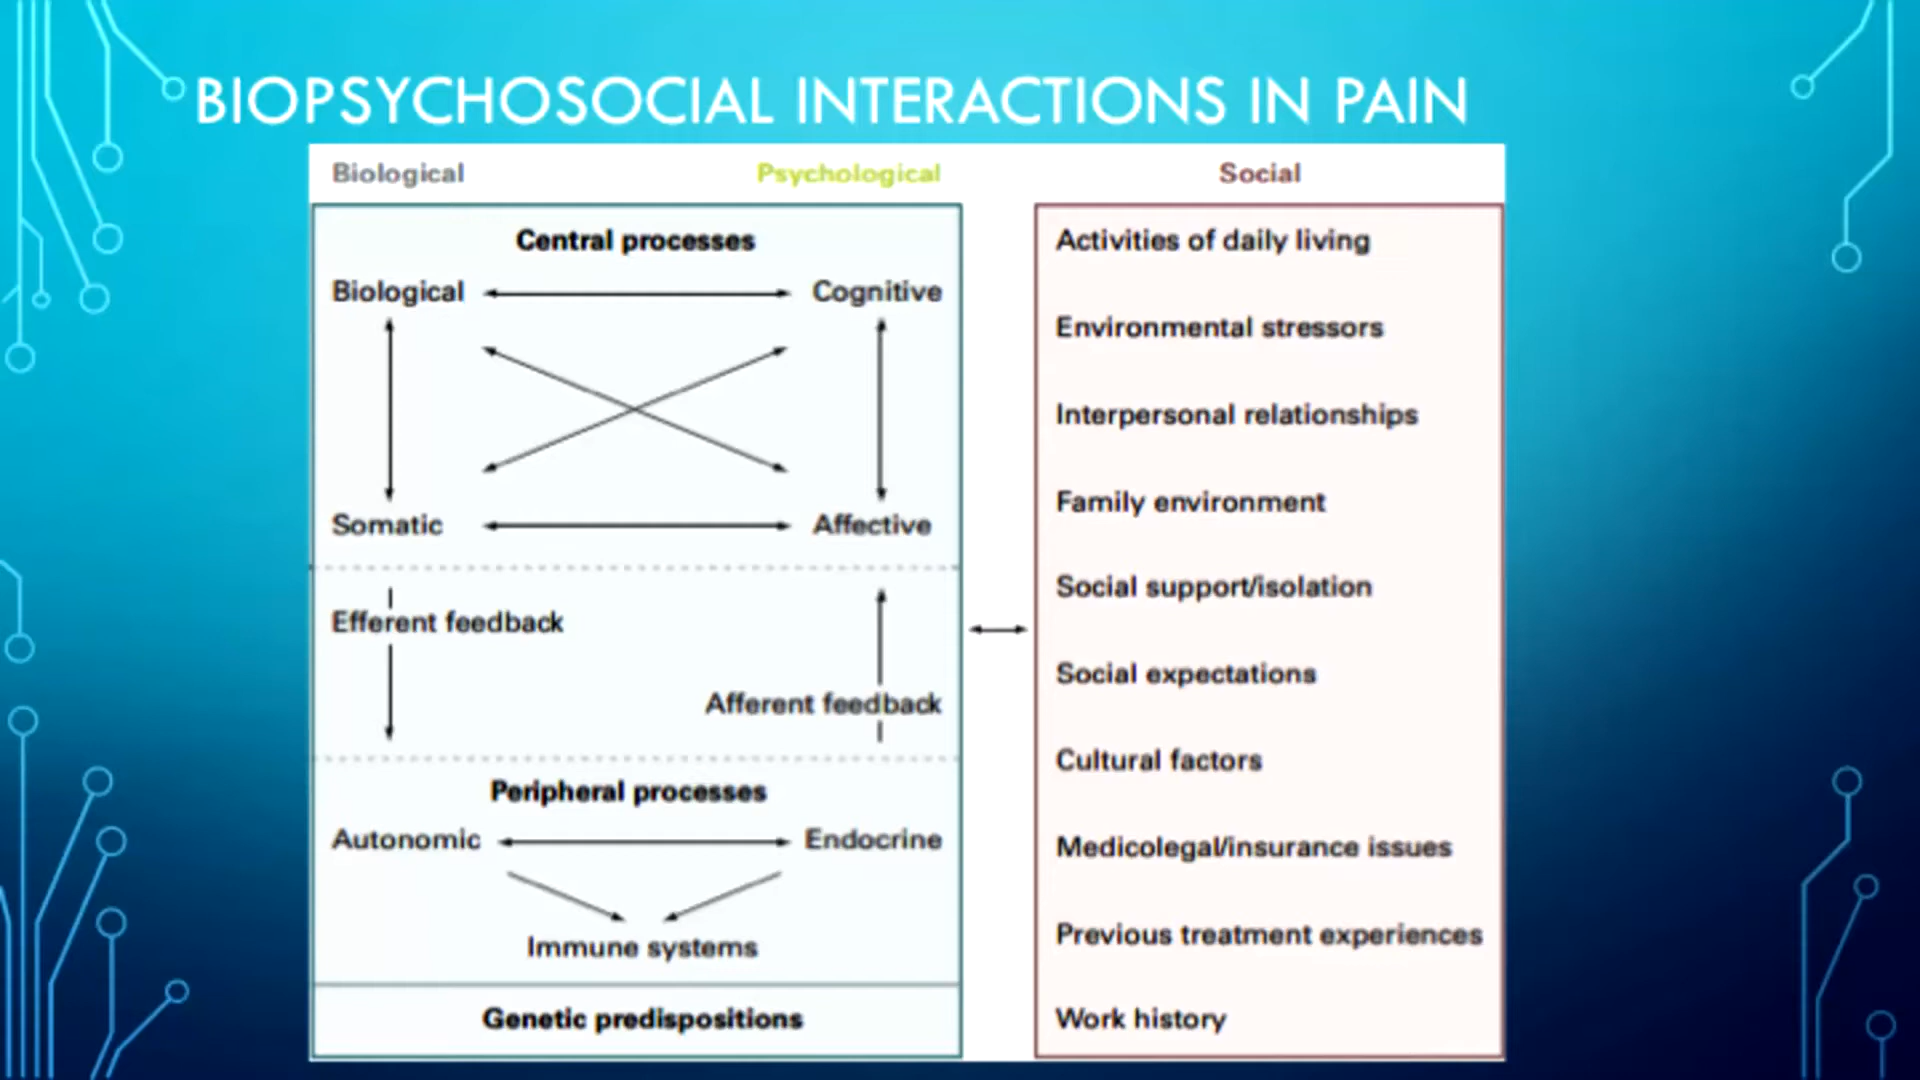 BIOPSYCHOSOCIAL INTERACTIONS IN PAIN
Biological
Psychological
Social
Central processes
Biological
Cognitive
Somatic
Affective
Efferent feedback
Afferent feedback
Peripheral processes
Autonomic
Endocrine
Immune systems
Genetic predispositions
Activities of daily living
Environmental stressors
Interpersonal relationships
Family environment
Social support/isolation
Social expectations
Cultural factors
Medicolegal/insurance issues
Previous treatment experiences
Work history